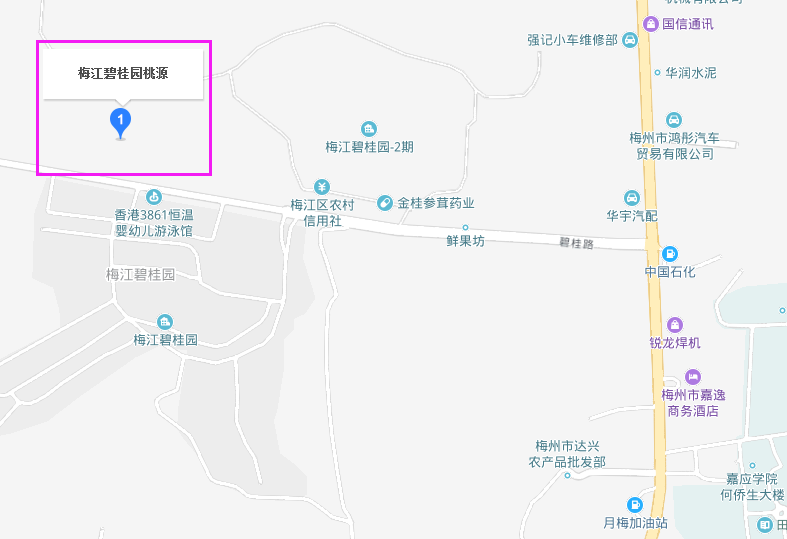 国信通讯
强记小车维修部
华润水泥
梅江碧桂园桃源
1
梅江碧桂园-2期
梅州市鸿彤汽车
贸易有限公司
梅江区农村
信用社
金桂参茸药业
香港3861恒温
婴幼儿游泳馆
华宇汽配
鲜果坊
碧桂路
中国石化
梅江碧桂园
梅江碧桂园
锐龙焊机
梅州市嘉逸
商务酒店
梅州市达兴
农产品批发部
嘉应学院
何侨生大楼
月梅加油站
田